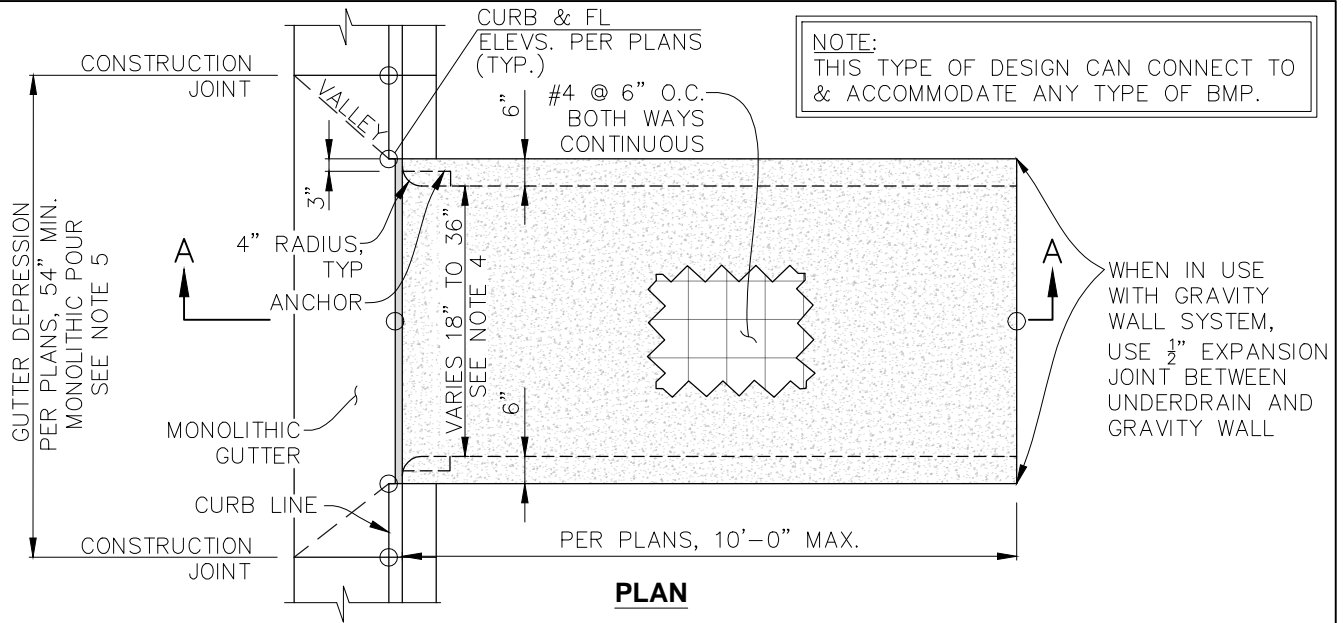 CURB & FL
ELEVS. PER PLANS
(TYP.)
NOTE:
THIS TYPE OF DESIGN CAN CONNECT TO
& ACCOMMODATE ANY TYPE OF BMP.
CONSTRUCTION
JOINT
VALLEY
#4 @ 6" O.C.
BOTH WAYS
CONTINUOUS
6"
3"
GUTTER DEPRESSION
PER PLANS, 54" MIN.
MONOLITHIC POUR
SEE NOTE 5
4" RADIUS,
TYP
ANCHOR
A
VARIES 18" TO 36"
SEE NOTE 4
A
WHEN IN USE
WITH GRAVITY
WALL SYSTEM,
USE ½" EXPANSION
JOINT BETWEEN
UNDERDRAIN AND
GRAVITY WALL
MONOLITHIC
GUTTER
6"
CURB LINE
CONSTRUCTION
JOINT
PER PLANS, 10'-0" MAX.
PLAN